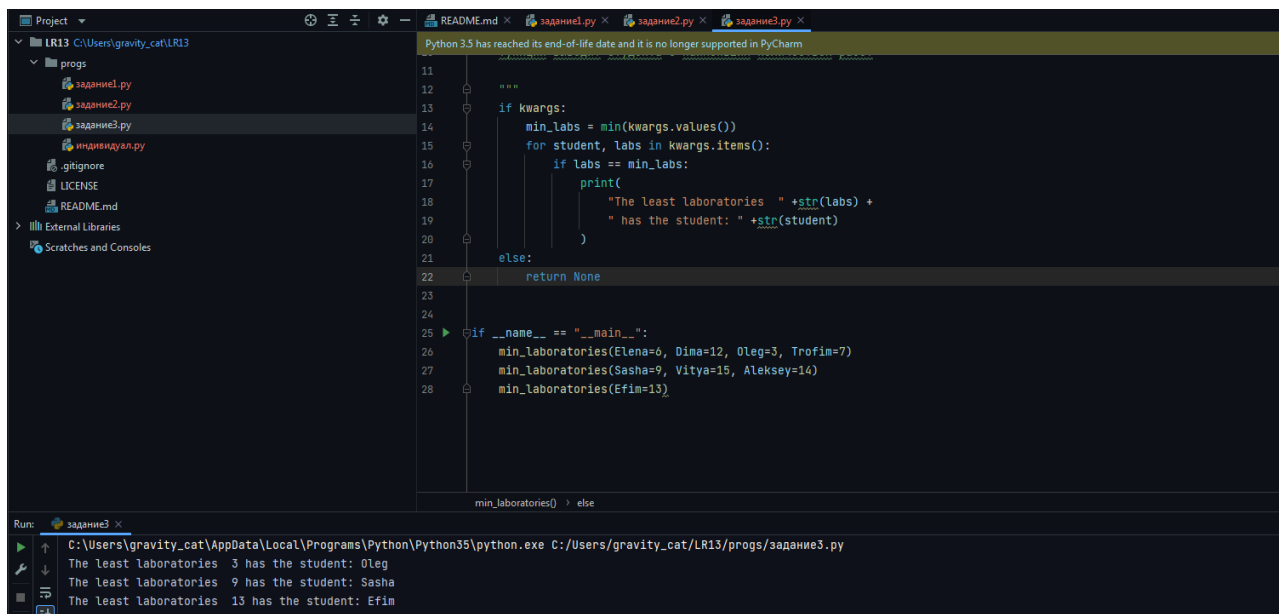 Project
README.md
задание1.py
задание2.py
задание3.py
LR13 C:\Users\gravity_cat\LR13
progs
задание1.py
задание2.py
задание3.py
индивидуал.py
.gitignore
LICENSE
README.md
External Libraries
Scratches and Consoles
Python 3.5 has reached its end-of-life date and it is no longer supported in PyCharm
11
12 """
13 if kwargs:
14 min_labs = min(kwargs.values())
15 for student, labs in kwargs.items():
16 if labs == min_labs:
17 print(
18 "The least laboratories  " +str(labs) +
19 " has the student: " +str(student)
20 )
21 else:
22 return None
23
24
25 if __name__ == "__main__":
26 min_laboratories(Elena=6, Dima=12, Oleg=3, Trofim=7)
27 min_laboratories(Sasha=9, Vitya=15, Aleksey=14)
28 min_laboratories(Efim=13)
min_laboratories() › else
Run: задание3
C:\Users\gravity_cat\AppData\Local\Programs\Python\Python35\python.exe C:/Users/gravity_cat/LR13/progs/задание3.py
The least laboratories  3 has the student: Oleg
The least laboratories  9 has the student: Sasha
The least laboratories  13 has the student: Efim